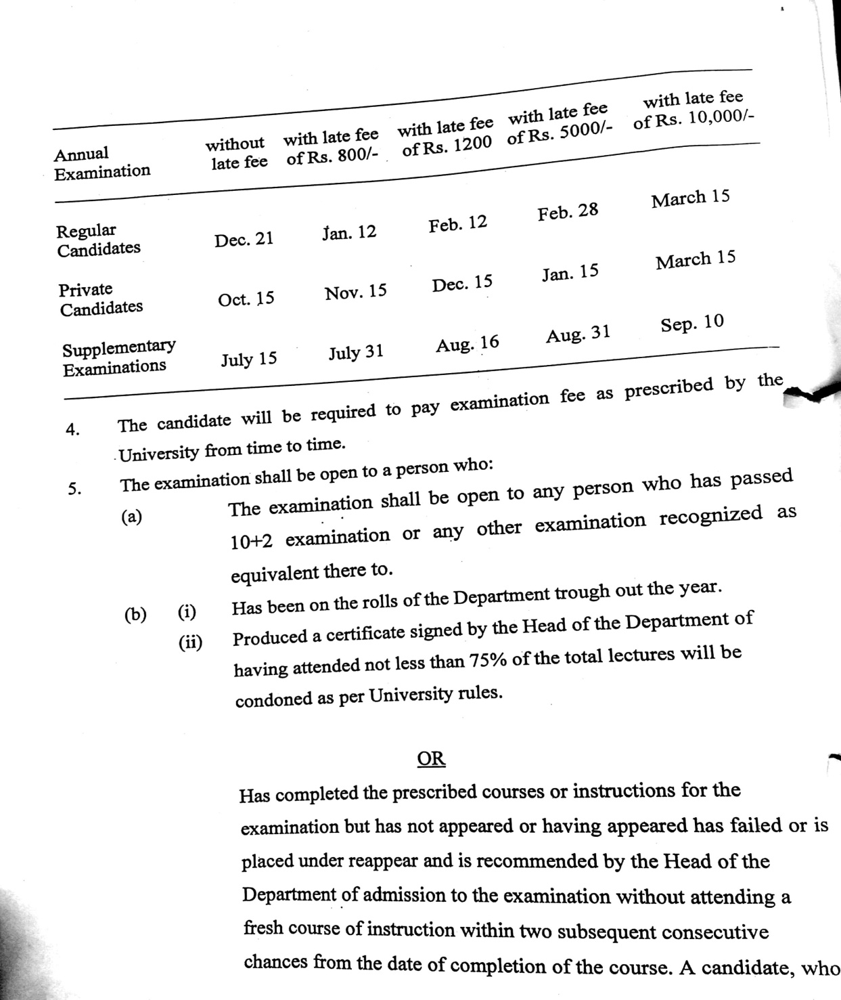 Annual Examination without late fee with late fee of Rs. 800/- with late fee of Rs. 1200 with late fee of Rs. 5000/- with late fee of Rs. 10,000/-
Regular Candidates Dec. 21 Jan. 12 Feb. 12 Feb. 28 March 15
Private Candidates Oct. 15 Nov. 15 Dec. 15 Jan. 15 March 15
Supplementary Examinations July 15 July 31 Aug. 16 Aug. 31 Sep. 10
4. The candidate will be required to pay examination fee as prescribed by the
University from time to time.
5. The examination shall be open to a person who:
(a) The examination shall be open to any person who has passed
10+2 examination or any other examination recognized as
equivalent there to.
(b) (i) Has been on the rolls of the Department trough out the year.
(ii) Produced a certificate signed by the Head of the Department of
having attended not less than 75% of the total lectures will be
condoned as per University rules.
OR
Has completed the prescribed courses or instructions for the
examination but has not appeared or having appeared has failed or is
placed under reappear and is recommended by the Head of the
Department of admission to the examination without attending a
fresh course of instruction within two subsequent consecutive
chances from the date of completion of the course. A candidate, who